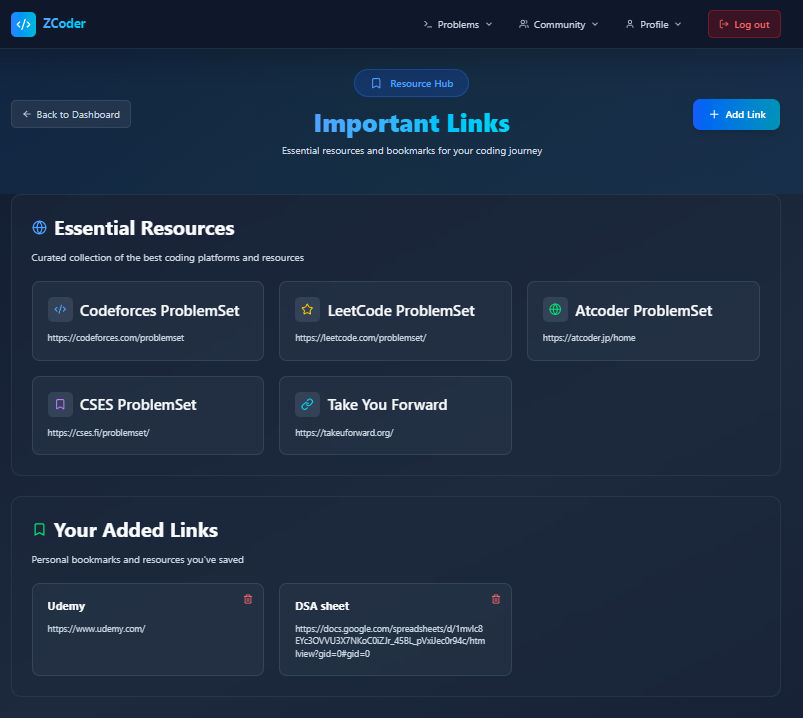 ZCoder
Problems
Community
Profile
Log out
Resource Hub
Back to Dashboard
Important Links
Add Link
Essential resources and bookmarks for your coding journey
Essential Resources
Curated collection of the best coding platforms and resources
Codeforces ProblemSet
https://codeforces.com/problemset
LeetCode ProblemSet
https://leetcode.com/problemset/
Atcoder ProblemSet
https://atcoder.jp/home
CSES ProblemSet
https://cses.fi/problemset/
Take You Forward
https://takeuforward.org/
Your Added Links
Personal bookmarks and resources you've saved
Udemy
https://www.udemy.com/
DSA sheet
https://docs.google.com/spreadsheets/d/1mvIc8
EYc3OVVU3X7NKoC0iZJr_45BL_pVxiJec0r94c/htm
lview?gid=0#gid=0